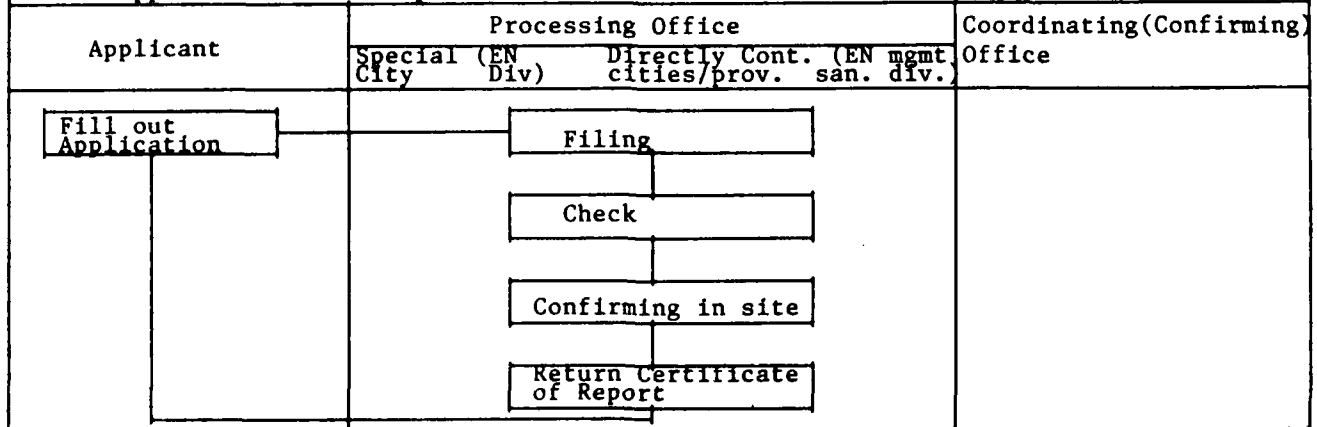 Applicant
Processing Office
Special (EN Directly Cont. (EN mgmt
City Div) cities/prov. san. div.)
Coordinating(Confirming)
Office
Fill out
Application
Filing
Check
Confirming in site
Return Certificate
of Report